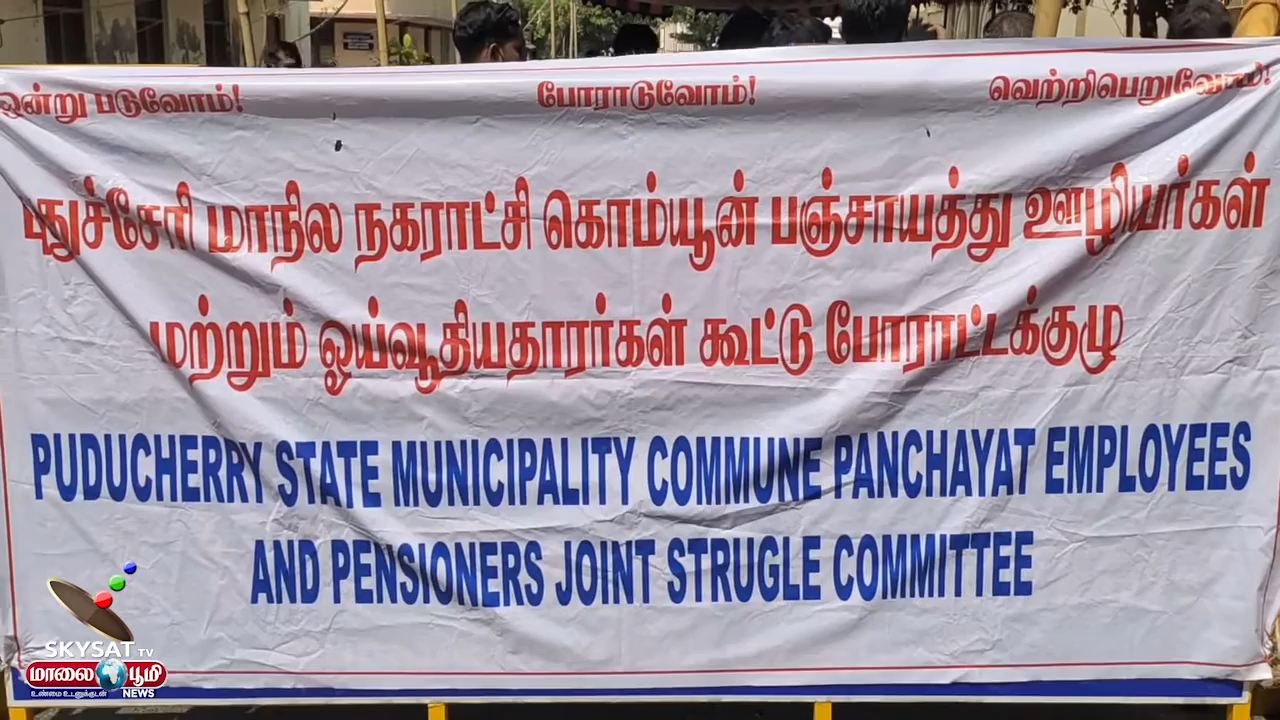 ஒன்று படுவோம்! போராடுவோம்! வெற்றிபெறுவோம்!
புதுச்சேரி மாநில நகராட்சி கொம்யூன் பஞ்சாயத்து ஊழியர்கள்
மற்றும் ஓய்வூதியதாரர்கள் கூட்டு போராட்டக்குழு
PUDUCHERRY STATE MUNICIPALITY COMMUNE PANCHAYAT EMPLOYEES
AND PENSIONERS JOINT STRUGLE COMMITTEE
SKYSAT TV
மாலை பூமி
உண்மை உடனுக்குடன் NEWS